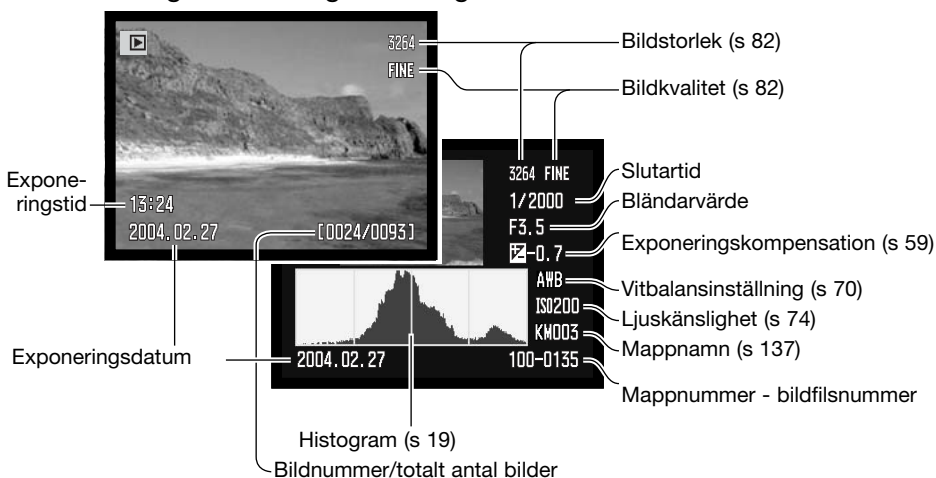 3264
FINE
13:24
2004.02.27
[0024/0093]
3264 FINE
1/2000
F3.5
-0.7
AWB
ISO200
KM003
2004.02.27
100-0135
Bildstorlek (s 82)
Bildkvalitet (s 82)
Slutartid
Bländarvärde
Exponeringskompensation (s 59)
Vitbalansinställning (s 70)
Ljuskänslighet (s 74)
Mappnamn (s 137)
Mappnummer - bildfilsnummer
Expone-
ringstid
Exponeringsdatum
Histogram (s 19)
Bildnummer/totalt antal bilder